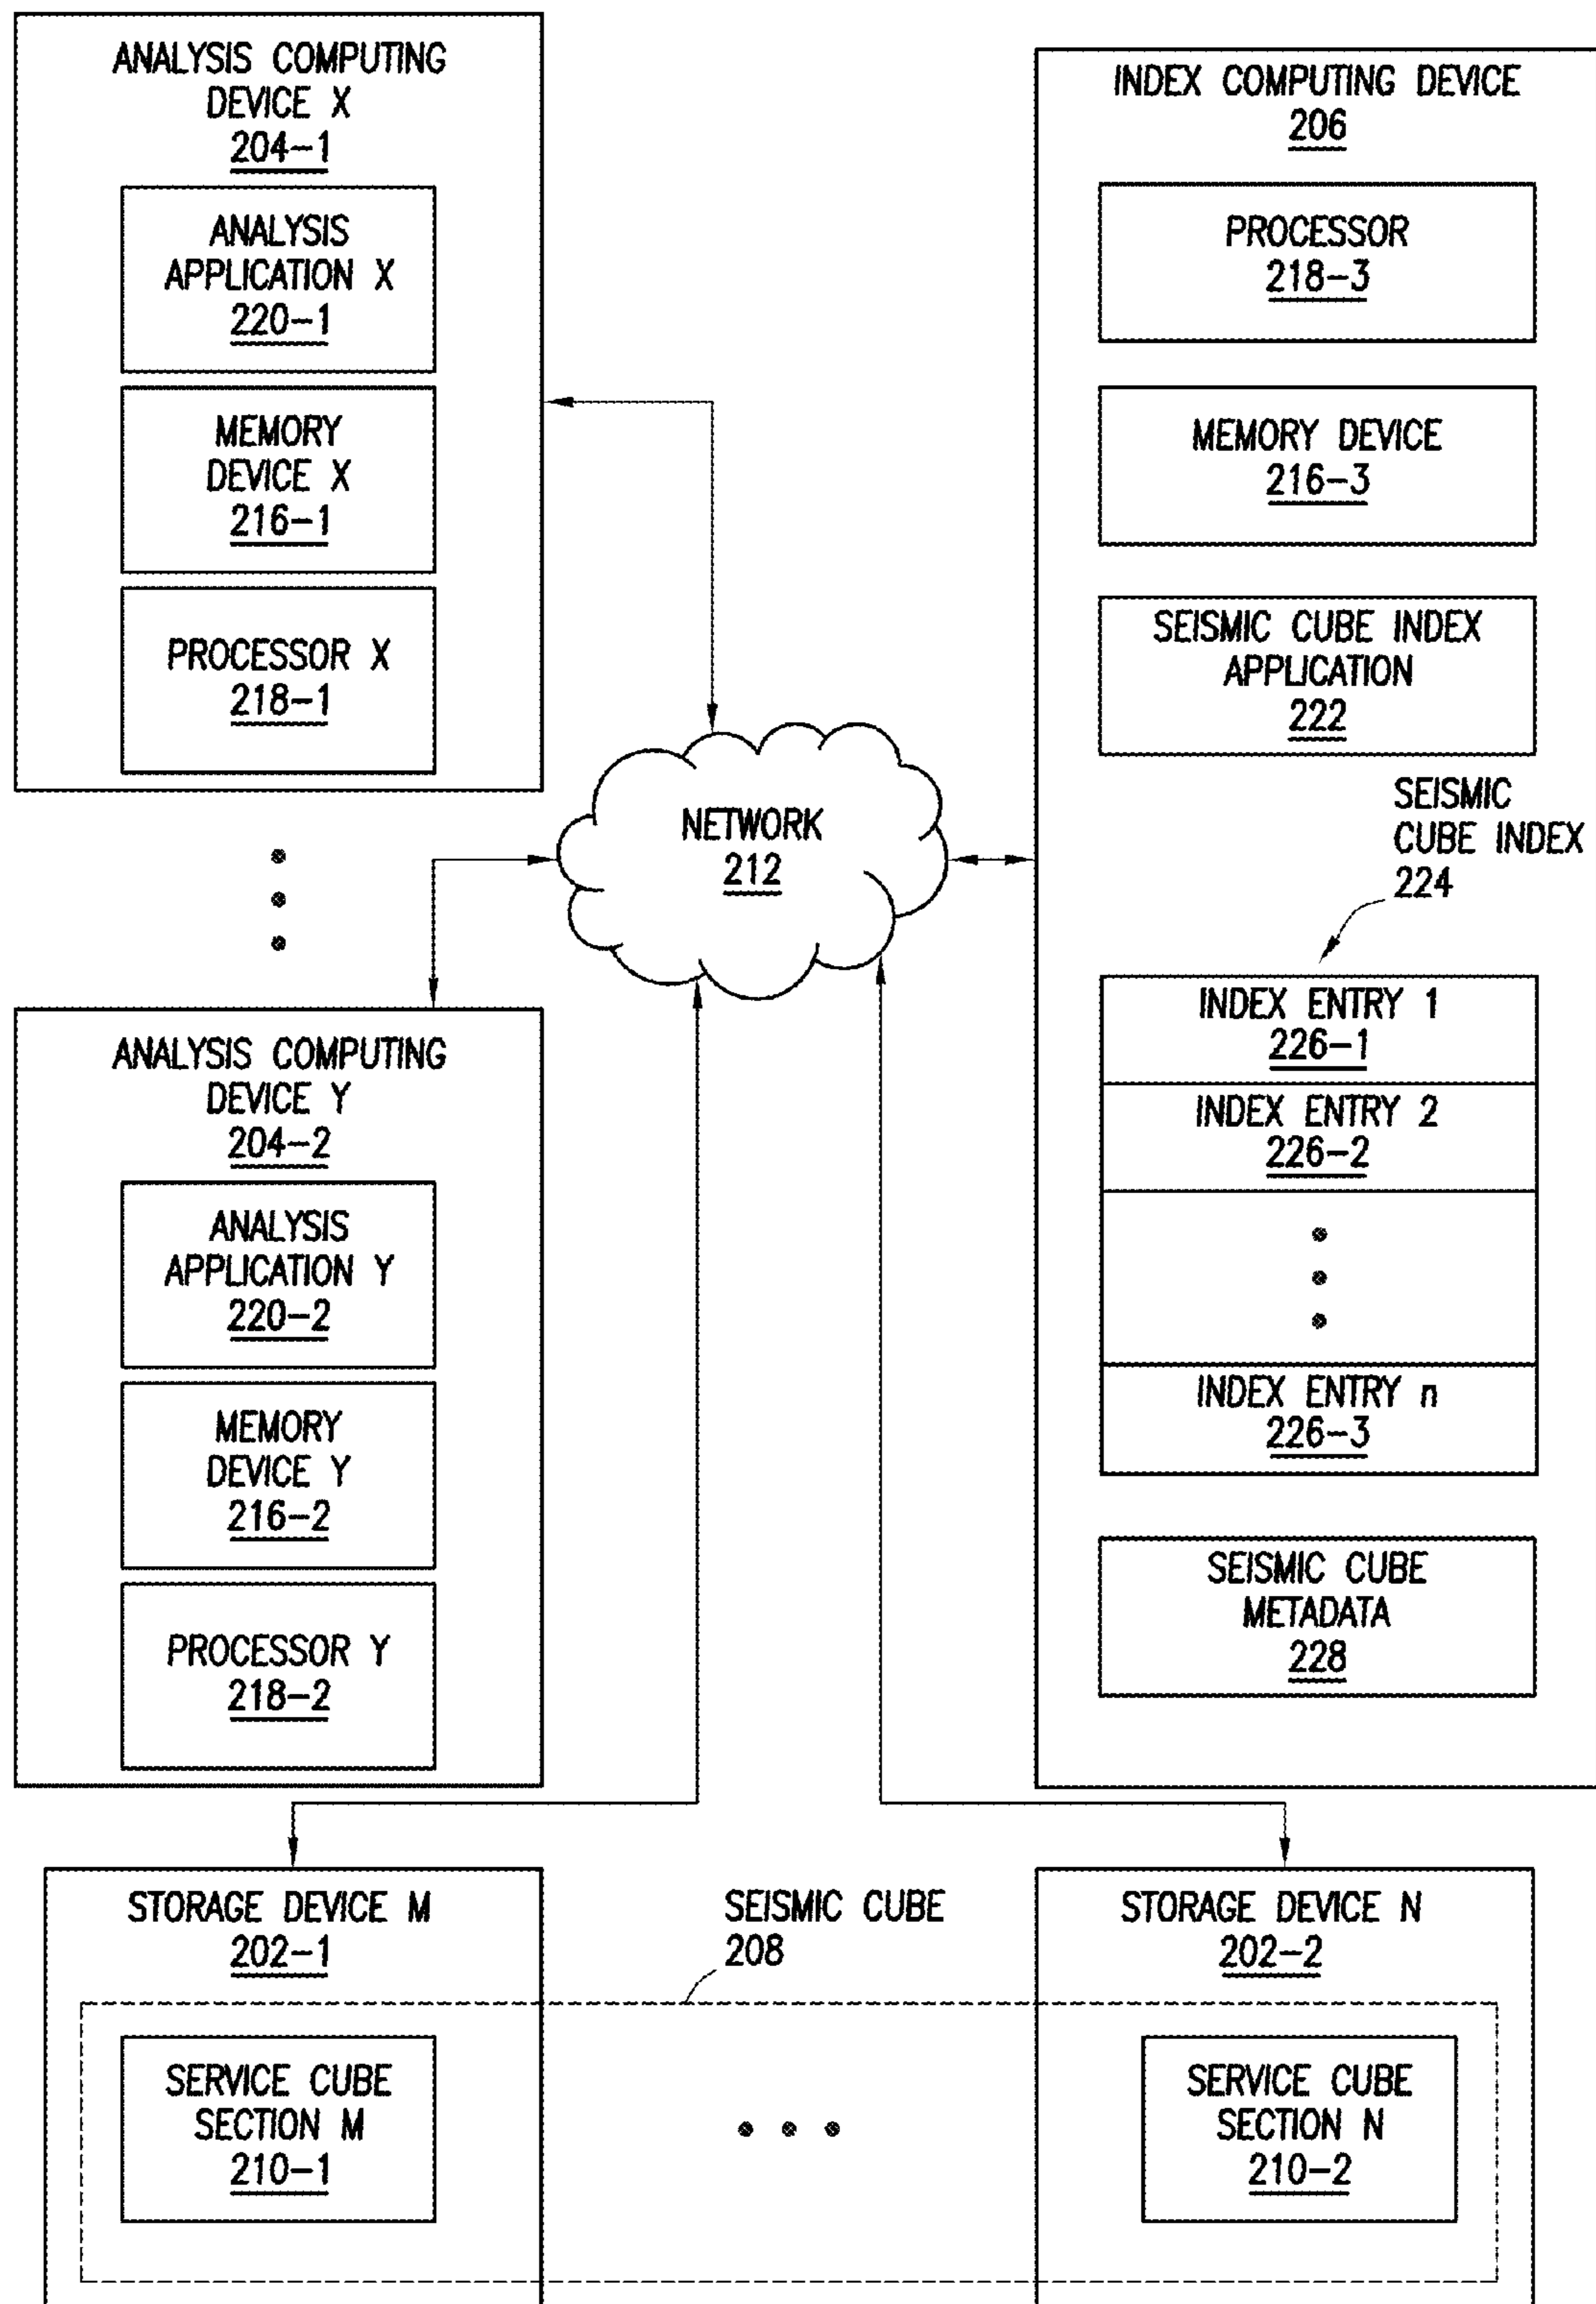 ANALYSIS COMPUTING
DEVICE X
204-1
ANALYSIS
APPLICATION X
220-1
MEMORY
DEVICE X
216-1
PROCESSOR X
218-1
ANALYSIS COMPUTING
DEVICE Y
204-2
ANALYSIS
APPLICATION Y
220-2
MEMORY
DEVICE Y
216-2
PROCESSOR Y
218-2
NETWORK
212
INDEX COMPUTING DEVICE
206
PROCESSOR
218-3
MEMORY DEVICE
216-3
SEISMIC CUBE INDEX
APPLICATION
222
SEISMIC
CUBE INDEX
224
INDEX ENTRY 1
226-1
INDEX ENTRY 2
226-2
INDEX ENTRY n
226-3
SEISMIC CUBE
METADATA
228
STORAGE DEVICE M
202-1
SERVICE CUBE
SECTION M
210-1
SEISMIC CUBE
208
STORAGE DEVICE N
202-2
SERVICE CUBE
SECTION N
210-2